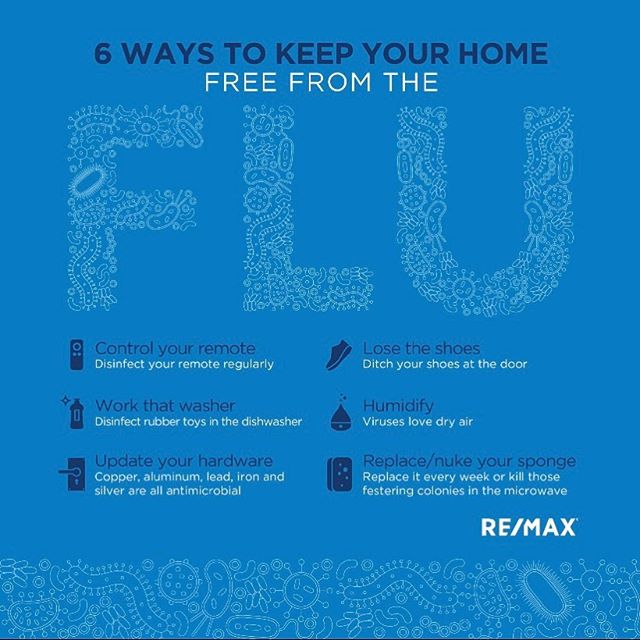 6 WAYS TO KEEP YOUR HOME
FREE FROM THE
FLU
Control your remote
Disinfect your remote regularly
Lose the shoes
Ditch your shoes at the door
Work that washer
Disinfect rubber toys in the dishwasher
Humidify
Viruses love dry air
Update your hardware
Copper, aluminum, lead, iron and
silver are all antimicrobial
Replace/nuke your sponge
Replace it every week or kill those
festering colonies in the microwave
RE/MAX